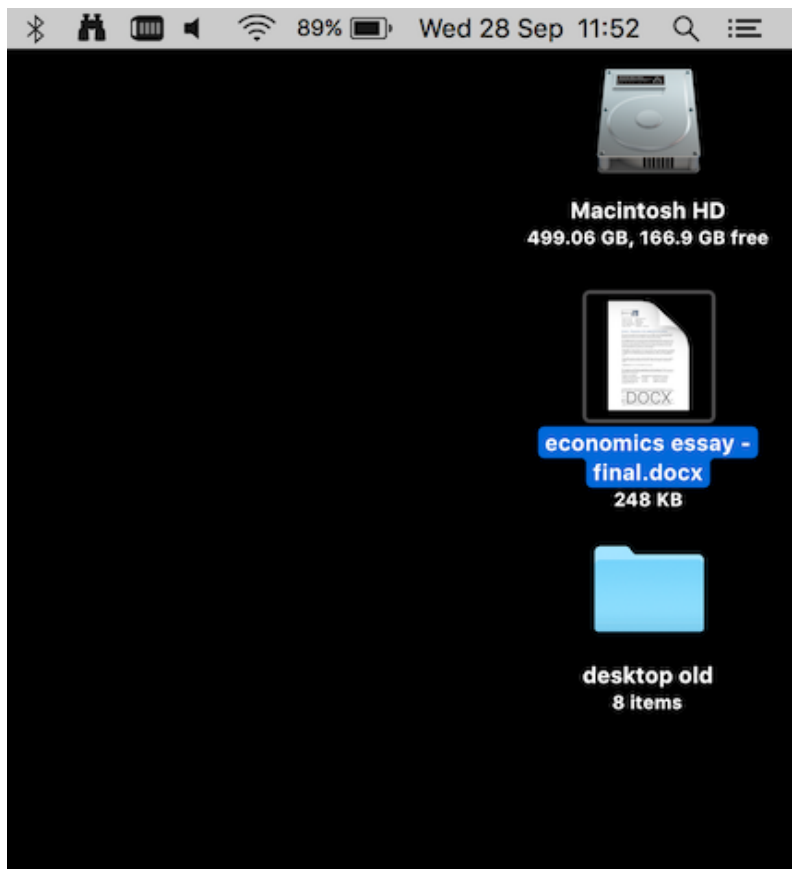 89% Wed 28 Sep 11:52
Macintosh HD
499.06 GB, 166.9 GB free
DOCX
economics essay -
final.docx
248 KB
desktop old
8 items